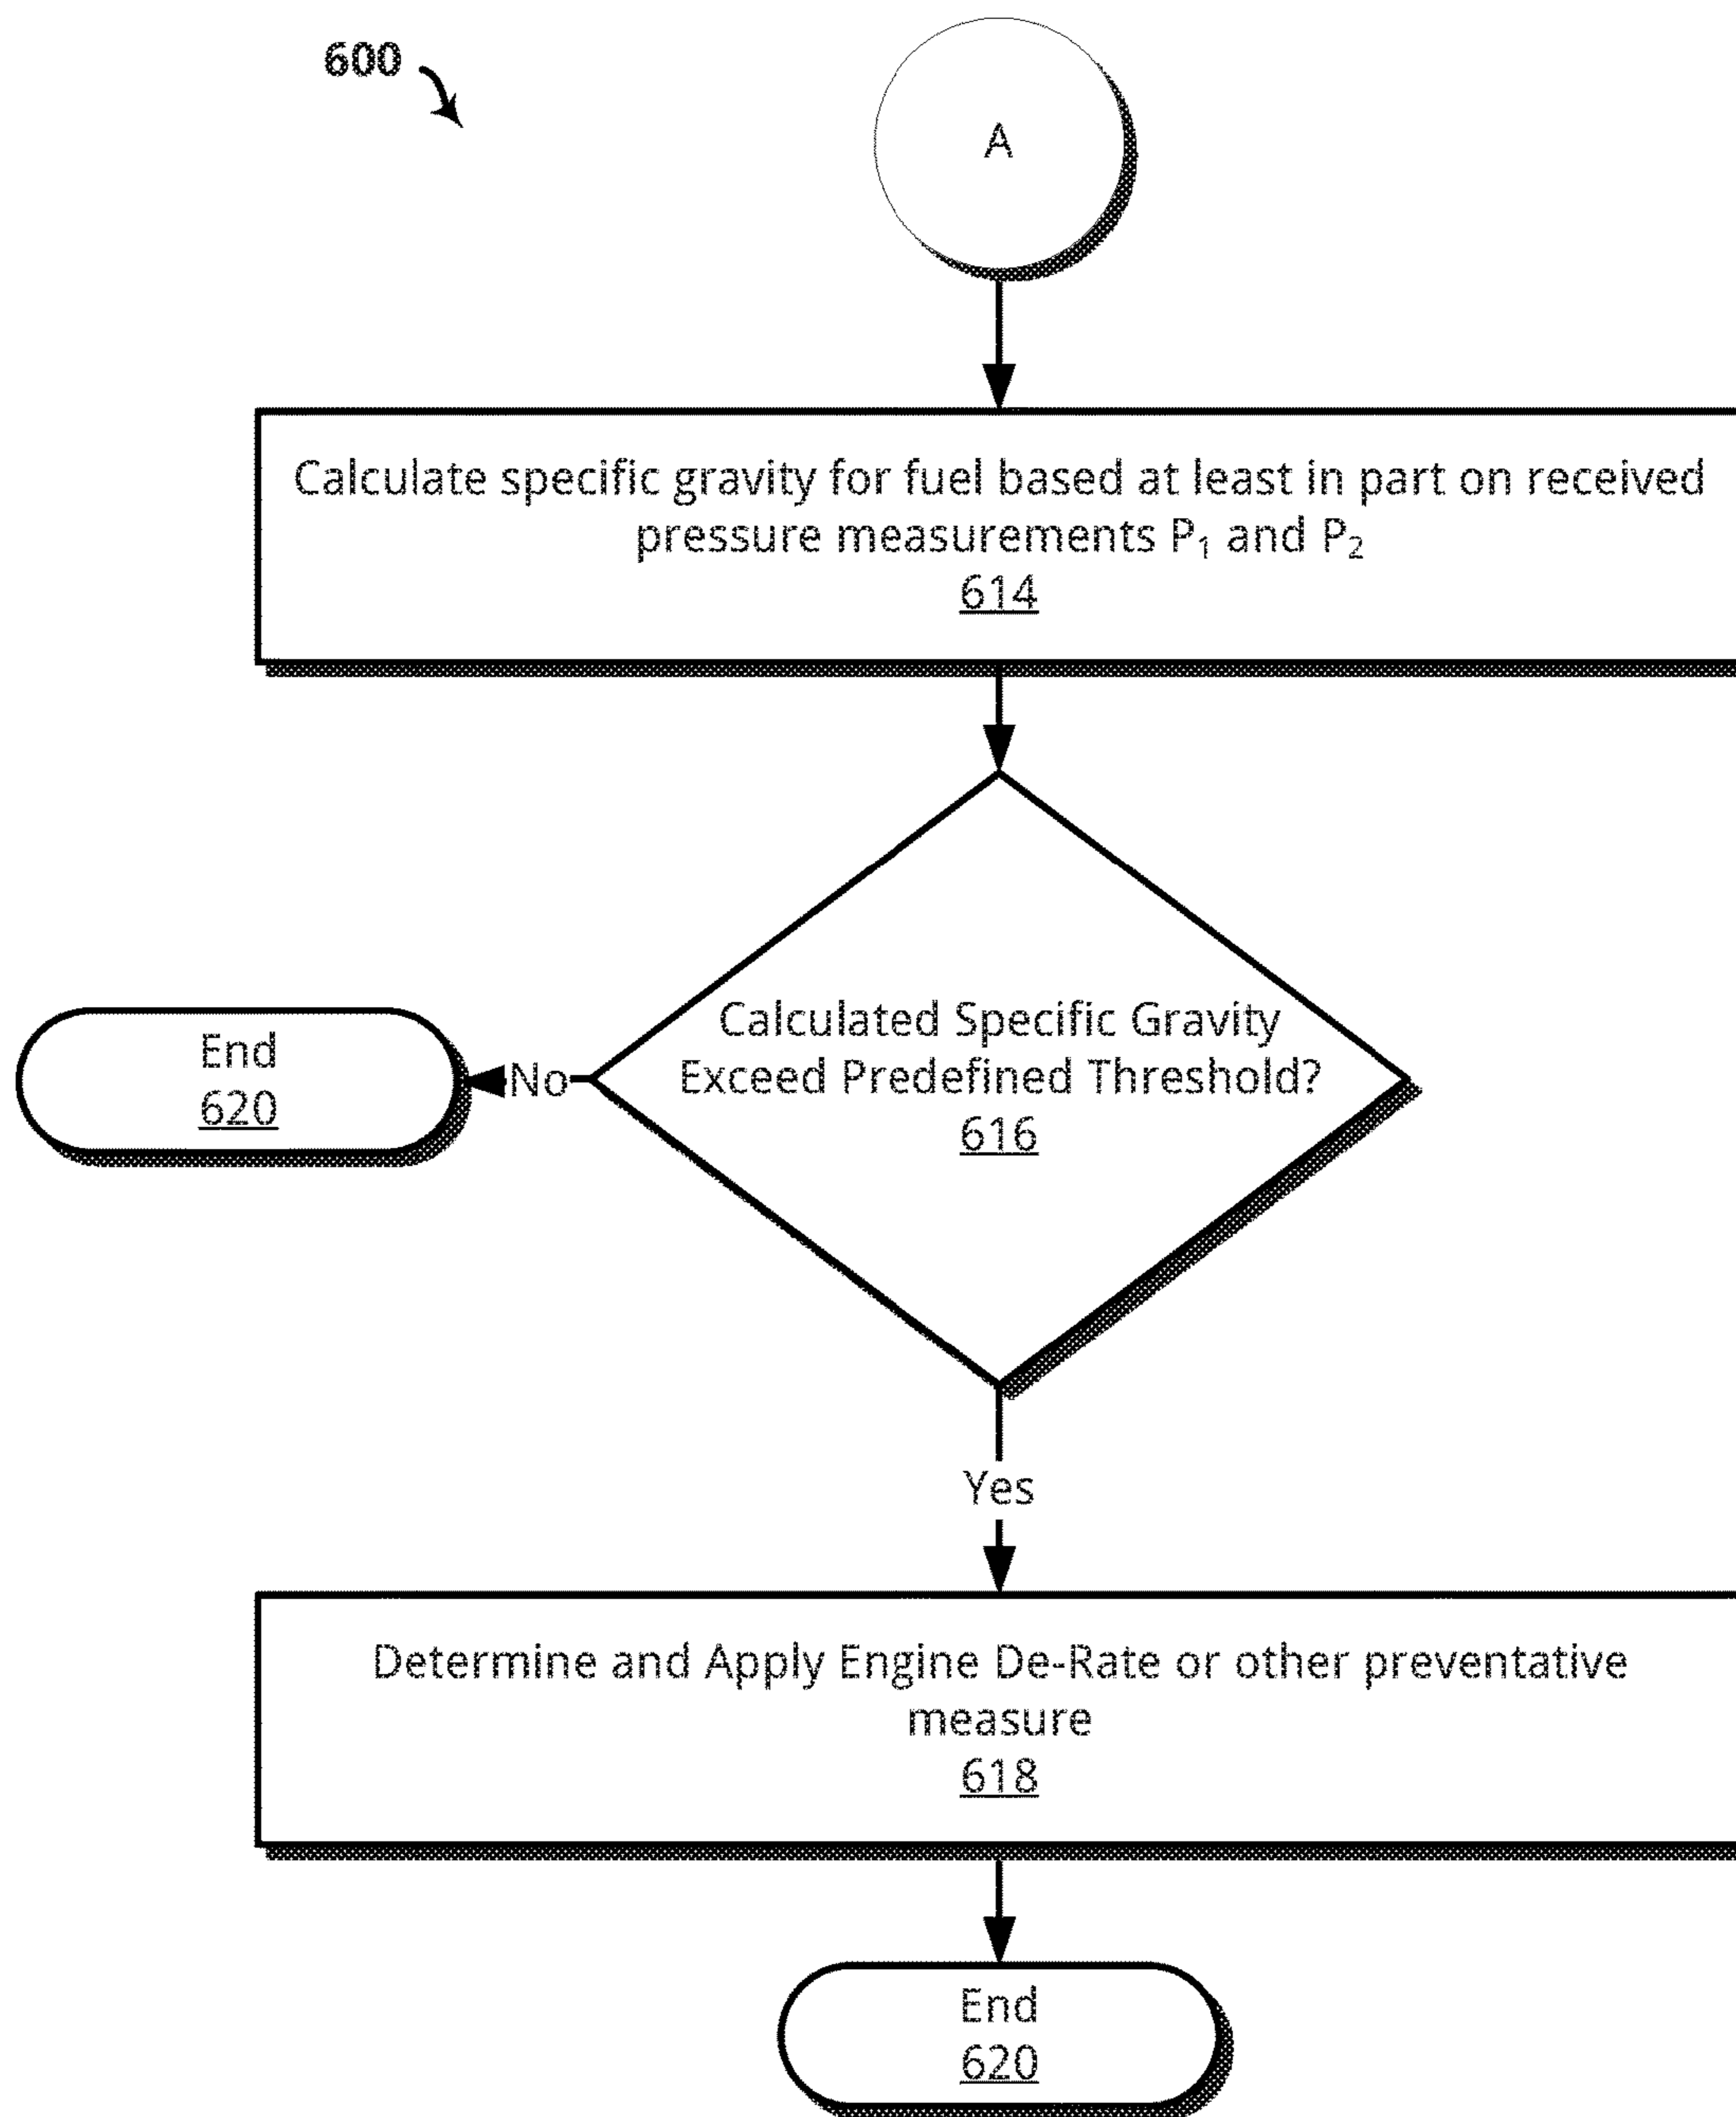 600
A
Calculate specific gravity for fuel based at least in part on received
pressure measurements P₁ and P₂
614
Calculated Specific Gravity
Exceed Predefined Threshold?
616
No
End
620
Yes
Determine and Apply Engine De-Rate or other preventative
measure
618
End
620